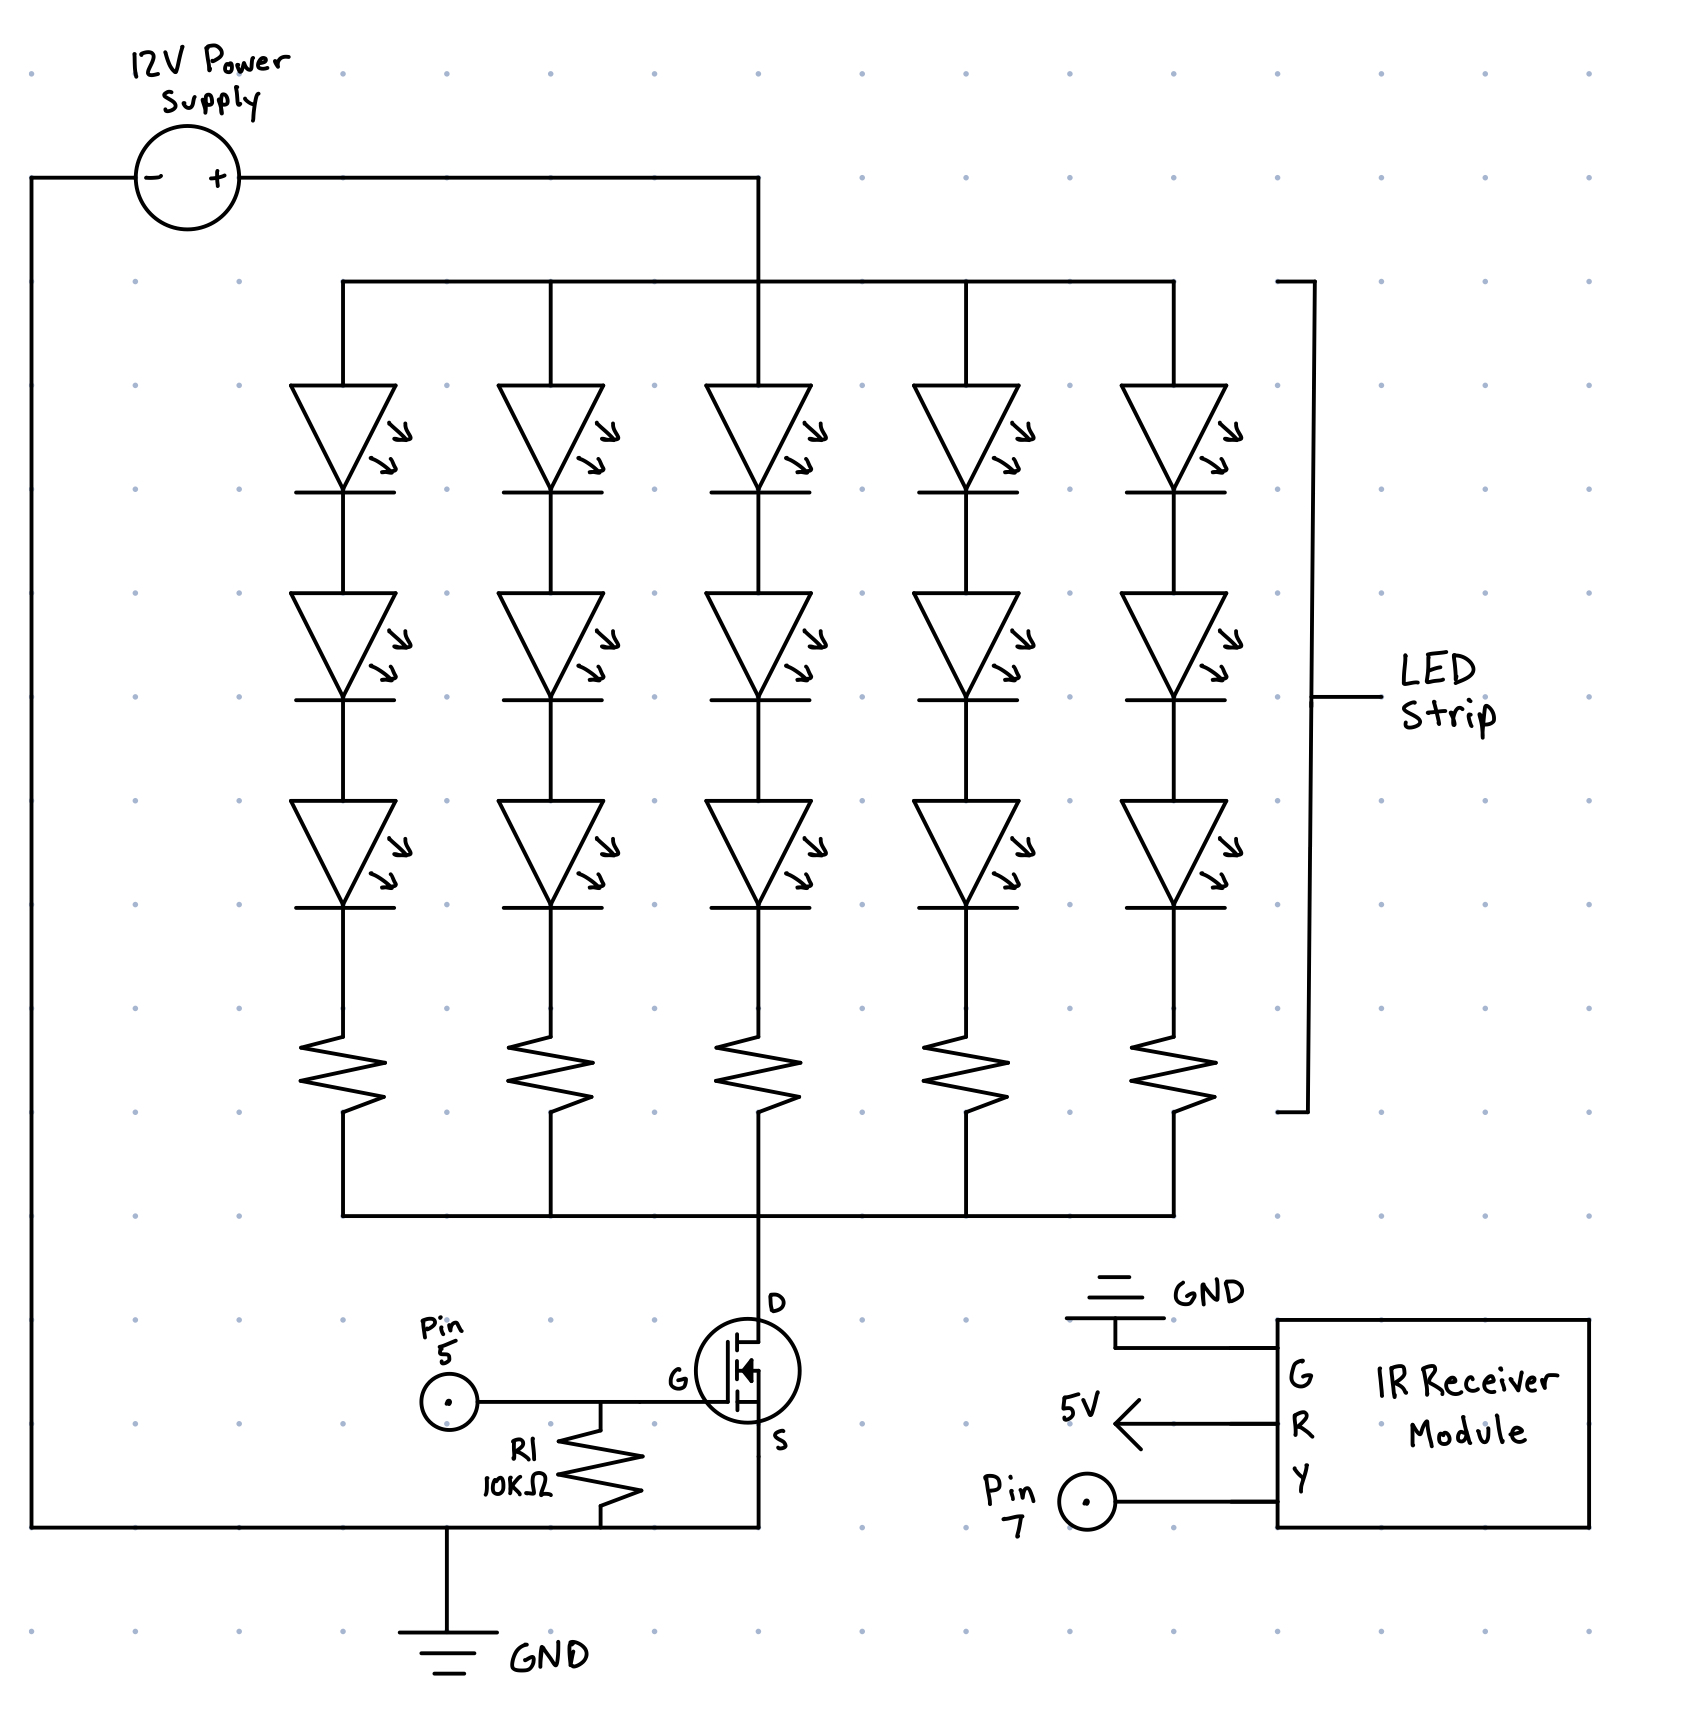 12V Power
Supply
- +
LED
Strip
D
Pin
5
G
S
R1
10KΩ
GND
GND
G
R
Y
IR Receiver
Module
5V
Pin
7